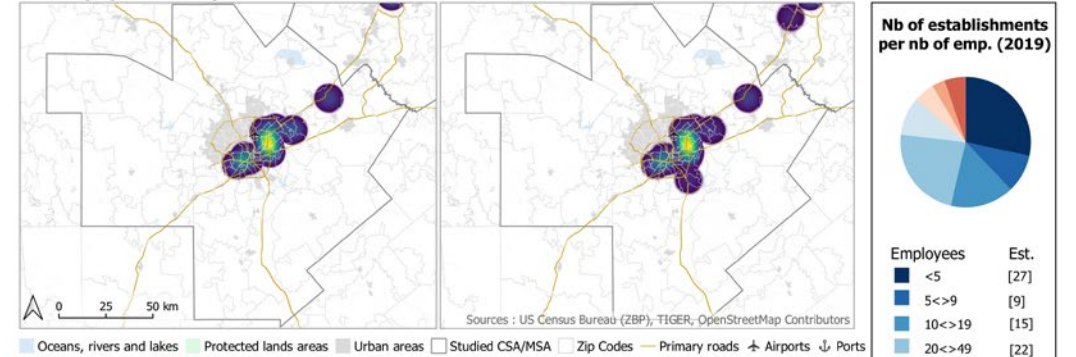 Nb of establishments
per nb of emp. (2019)
Employees Est.
<5 [27]
5<>9 [9]
10<>19 [15]
20<>49 [22]
0 25 50 km
Sources : US Census Bureau (ZBP), TIGER, OpenStreetMap Contributors
Oceans, rivers and lakes Protected lands areas Urban areas Studied CSA/MSA Zip Codes Primary roads Airports Ports